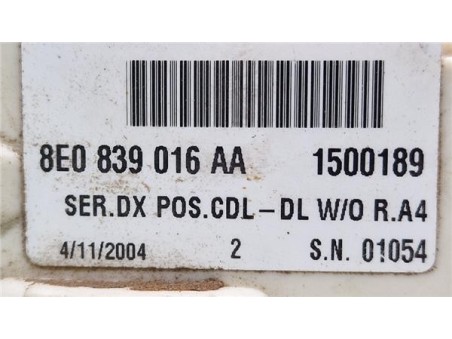 8E0 839 016 AA 1500189
SER.DX POS.CDL-DL W/O R.A4
4/11/2004 2 S.N. 01054